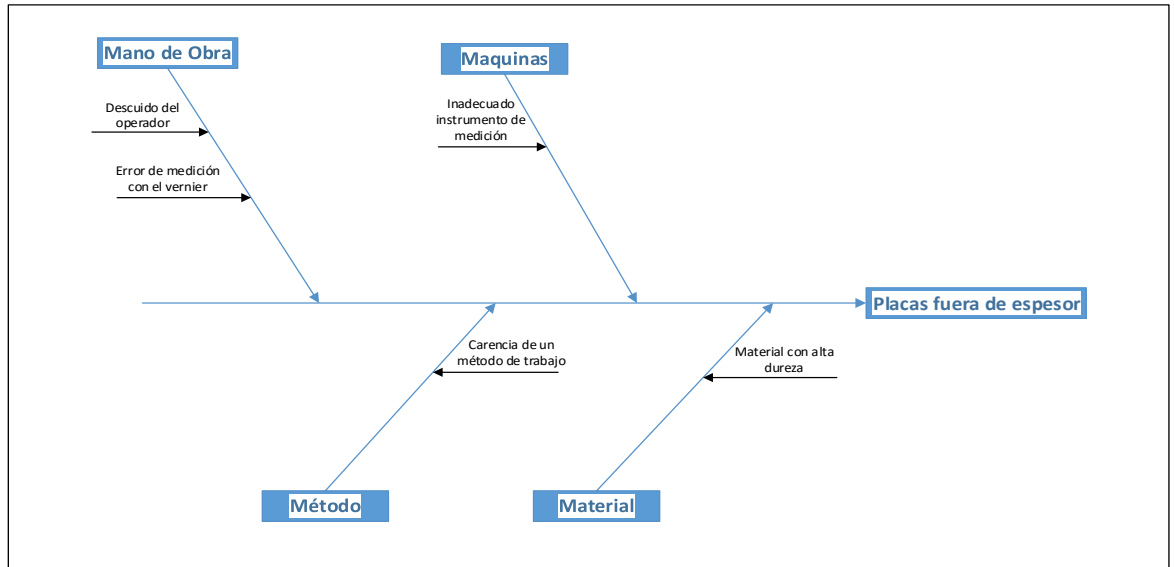 Mano de Obra
Maquinas
Descuido del
operador
Inadecuado
instrumento de
medición
Error de medición
con el vernier
Placas fuera de espesor
Carencia de un
método de trabajo
Material con alta
dureza
Método
Material